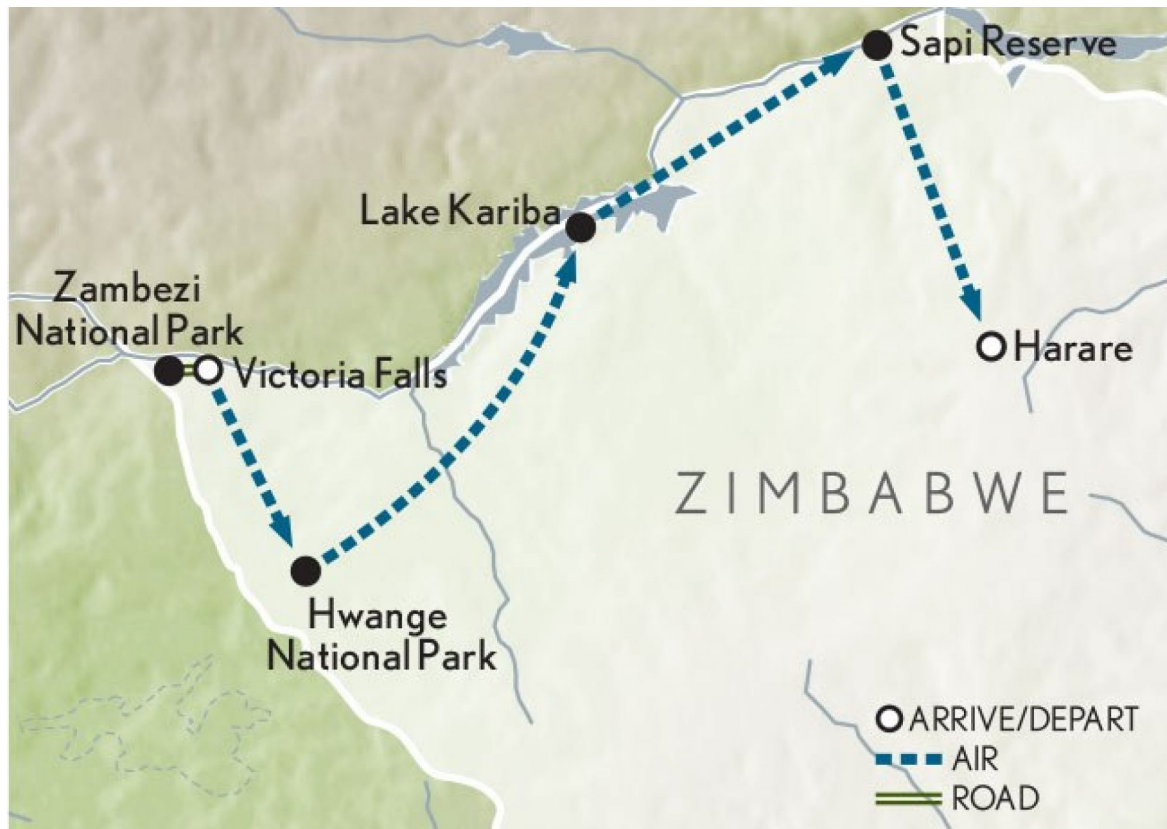 Sapi Reserve
Lake Kariba
Zambezi
National Park
Victoria Falls
Harare
ZIMBABWE
Hwange
National Park
ARRIVE/DEPART
AIR
ROAD